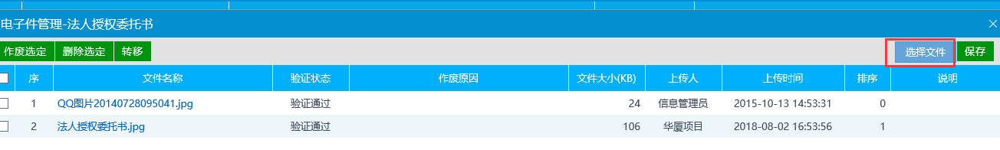 电子件管理-法人授权委托书
作废选定 删除选定 转移 选择文件 保存
序 文件名称 验证状态 作废原因 文件大小(KB) 上传人 上传时间 排序 说明
1 QQ图片20140728095041.jpg 验证通过 24 信息管理员 2015-10-13 14:53:31 0
2 法人授权委托书.jpg 验证通过 106 华厦项目 2018-08-02 16:53:56 1